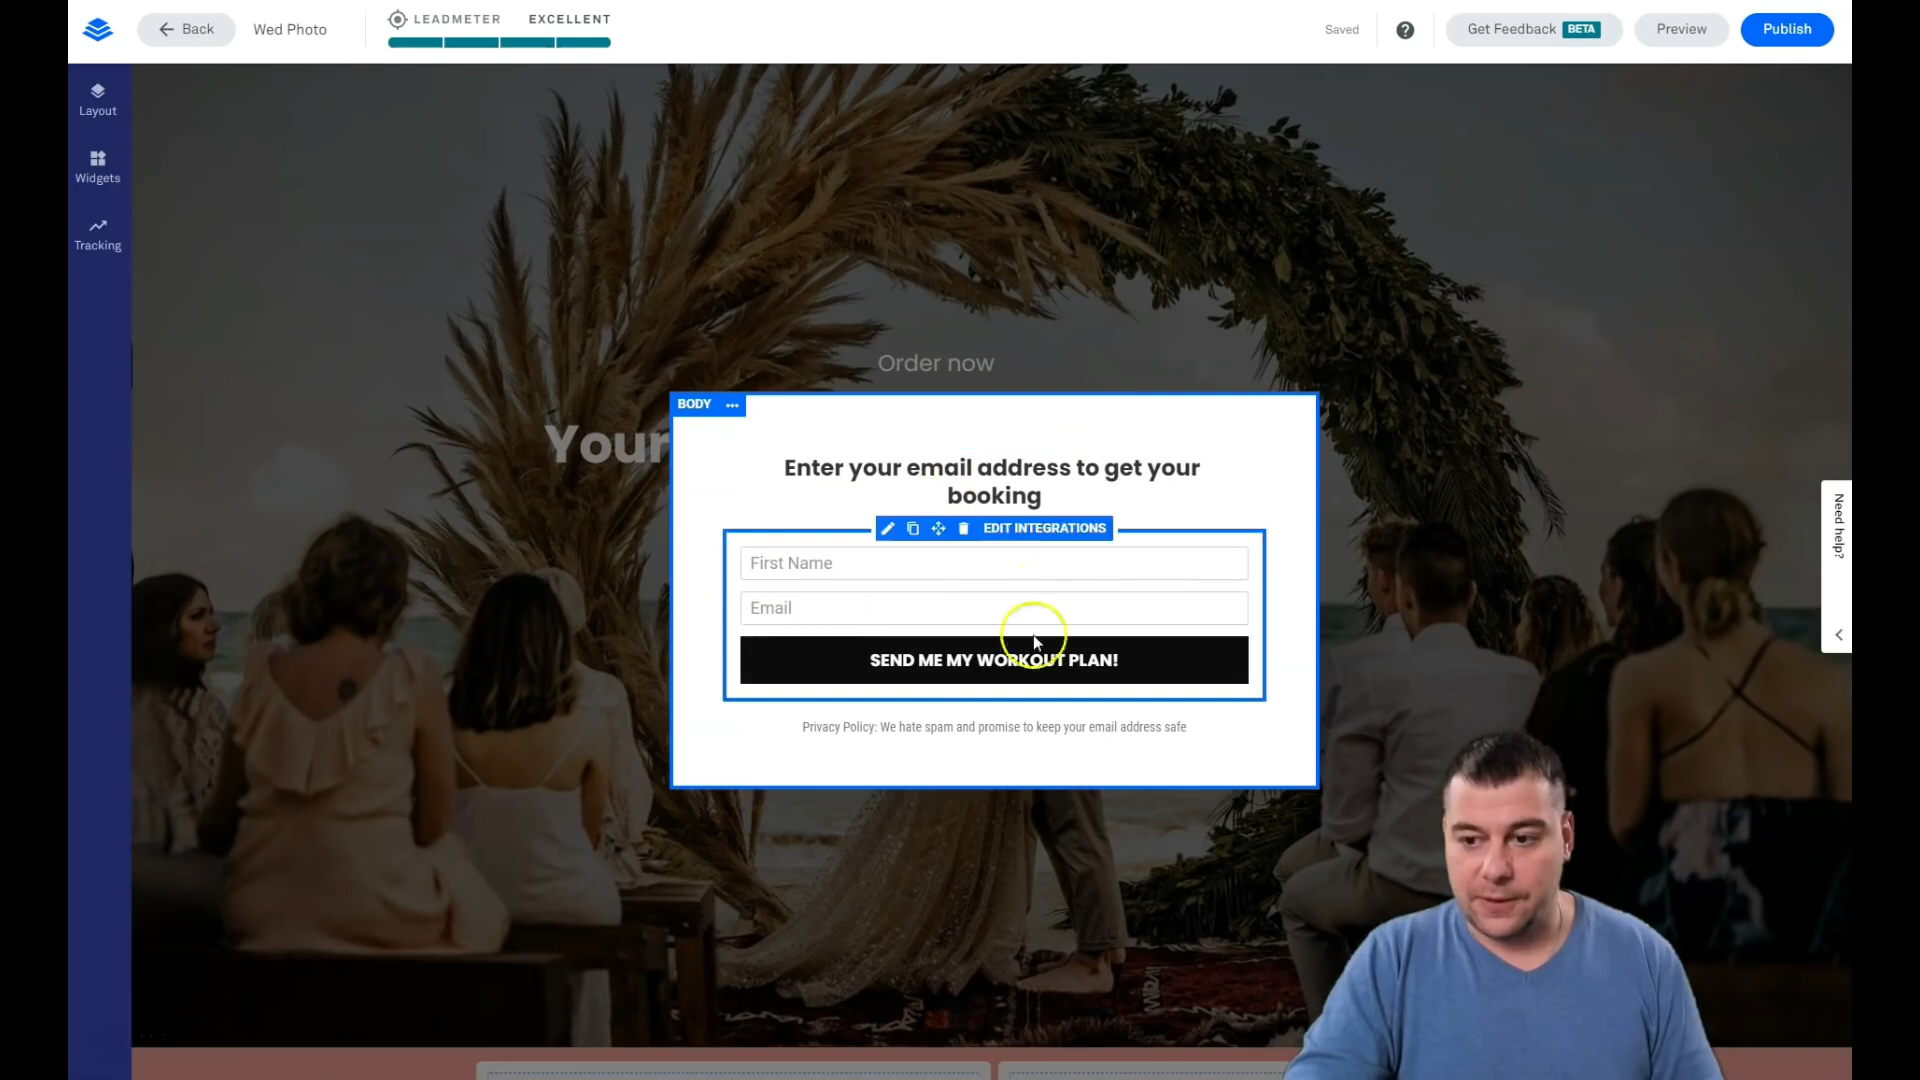 Back
Wed Photo
LEADMETER EXCELLENT
Saved
?
Get Feedback BETA
Preview
Publish
Layout
Widgets
Tracking
Order now
Your
BODY ...
Enter your email address to get your
booking
EDIT INTEGRATIONS
First Name
Email
SEND ME MY WORKOUT PLAN!
Privacy Policy: We hate spam and promise to keep your email address safe
Need help?